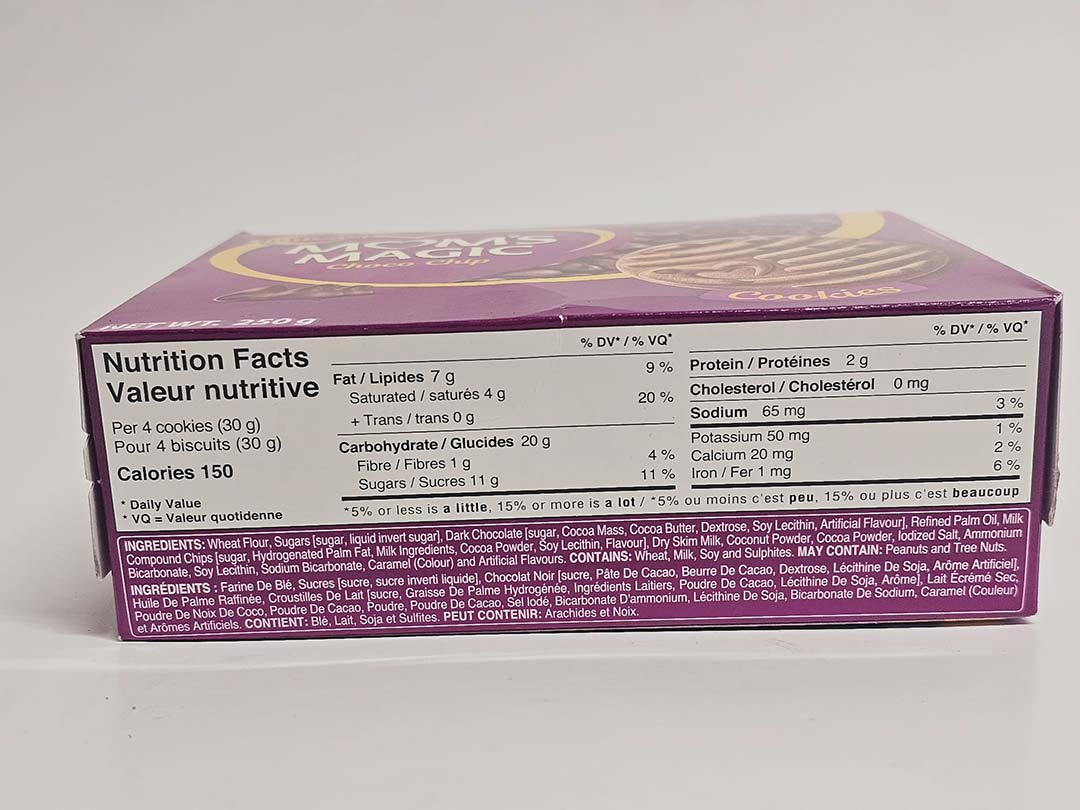 MOM'S
MAGIC
Choco Chip
Cookies
NET WT. 250 g
Nutrition Facts
Valeur nutritive
Per 4 cookies (30 g)
Pour 4 biscuits (30 g)
Calories 150
* Daily Value
* VQ = Valeur quotidenne
% DV* / % VQ*
Fat / Lipides 7 g 9 %
Saturated / saturés 4 g 20 %
+ Trans / trans 0 g
Carbohydrate / Glucides 20 g
Fibre / Fibres 1 g 4 %
Sugars / Sucres 11 g 11 %
% DV* / % VQ*
Protein / Protéines 2 g
Cholesterol / Cholestérol 0 mg
Sodium 65 mg 3 %
Potassium 50 mg 1 %
Calcium 20 mg 2 %
Iron / Fer 1 mg 6 %
*5% or less is a little, 15% or more is a lot / *5% ou moins c'est peu, 15% ou plus c'est beaucoup
INGREDIENTS: Wheat Flour, Sugars [sugar, liquid invert sugar], Dark Chocolate [sugar, Cocoa Mass, Cocoa Butter, Dextrose, Soy Lecithin, Artificial Flavour], Refined Palm Oil, Milk
Compound Chips [sugar, Hydrogenated Palm Fat, Milk Ingredients, Cocoa Powder, Soy Lecithin, Flavour], Dry Skim Milk, Coconut Powder, Cocoa Powder, Iodized Salt, Ammonium
Bicarbonate, Soy Lecithin, Sodium Bicarbonate, Caramel (Colour) and Artificial Flavours. CONTAINS: Wheat, Milk, Soy and Sulphites. MAY CONTAIN: Peanuts and Tree Nuts.
INGRÉDIENTS : Farine De Blé, Sucres [sucre, sucre inverti liquide], Chocolat Noir [sucre, Pâte De Cacao, Beurre De Cacao, Dextrose, Lécithine De Soja, Arôme Artificiel],
Huile De Palme Raffinée, Croustilles De Lait [sucre, Graisse De Palme Hydrogénée, Ingrédients Laitiers, Poudre De Cacao, Lécithine De Soja, Arôme], Lait Écrémé Sec,
Poudre De Noix De Coco, Poudre De Cacao, Poudre, Poudre De Cacao, Sel Iodé, Bicarbonate D'ammonium, Lécithine De Soja, Bicarbonate De Sodium, Caramel (Couleur)
et Arômes Artificiels. CONTIENT: Blé, Lait, Soja et Sulfites. PEUT CONTENIR: Arachides et Noix.